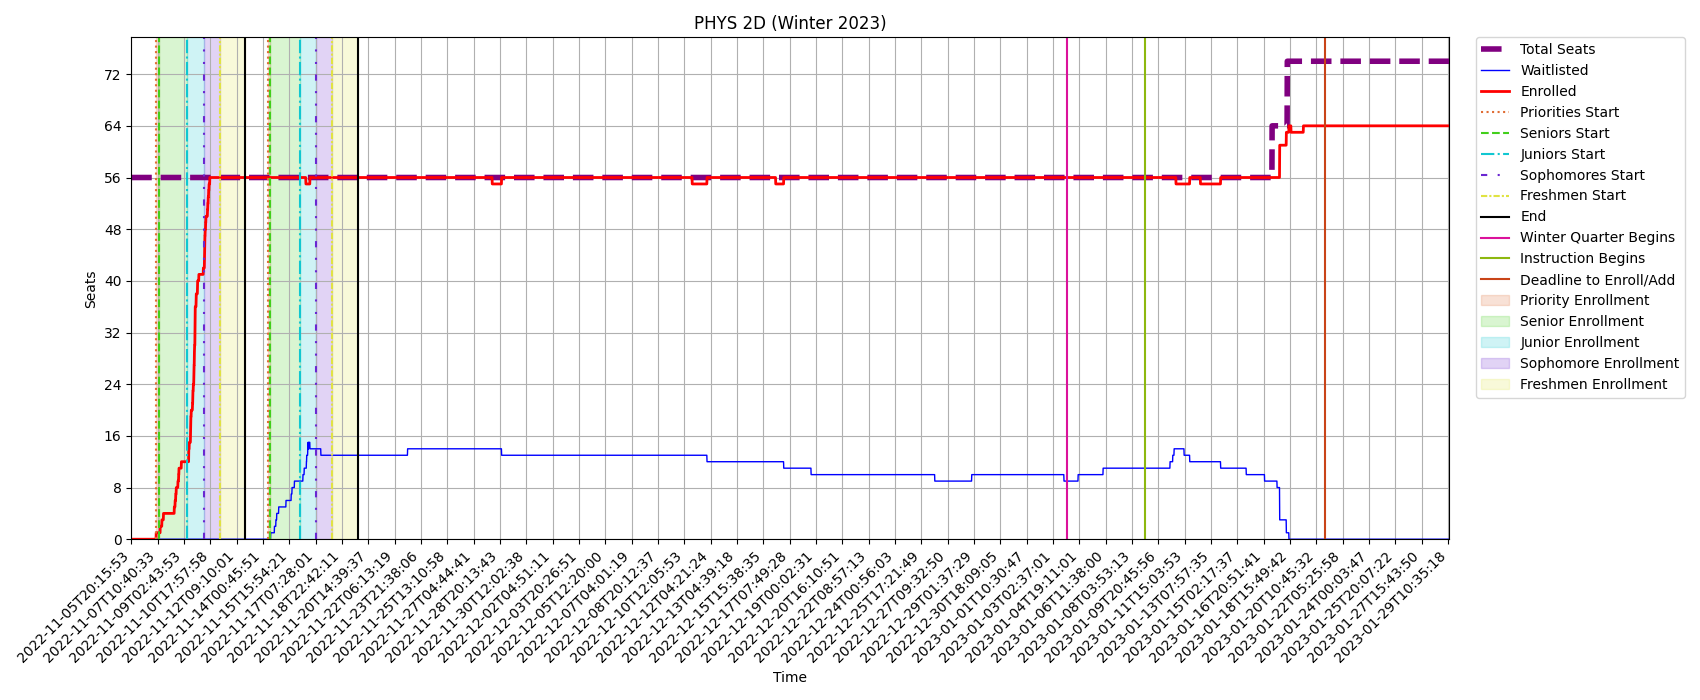 PHYS 2D (Winter 2023)
Seats
72
64
56
48
40
32
24
16
8
0
2022-11-05T20:15:53
2022-11-07T10:40:33
2022-11-09T02:43:53
2022-11-10T17:57:58
2022-11-12T09:10:01
2022-11-14T00:45:51
2022-11-15T15:54:21
2022-11-17T07:28:01
2022-11-18T22:42:11
2022-11-20T14:39:37
2022-11-22T06:13:19
2022-11-23T21:38:06
2022-11-25T13:10:58
2022-11-27T04:44:41
2022-11-28T20:13:43
2022-11-30T12:02:38
2022-12-02T04:51:11
2022-12-03T20:26:51
2022-12-05T12:20:00
2022-12-07T04:01:19
2022-12-08T20:12:37
2022-12-10T12:05:53
2022-12-12T04:21:24
2022-12-13T04:39:18
2022-12-15T15:38:35
2022-12-17T07:49:28
2022-12-19T00:02:31
2022-12-20T16:10:51
2022-12-22T08:57:13
2022-12-24T00:56:03
2022-12-25T17:21:49
2022-12-27T09:32:50
2022-12-29T01:37:29
2022-12-30T18:09:05
2023-01-01T10:30:47
2023-01-03T02:37:01
2023-01-04T19:11:01
2023-01-06T11:38:00
2023-01-08T03:53:13
2023-01-09T20:45:56
2023-01-11T15:03:53
2023-01-13T07:57:35
2023-01-15T02:17:37
2023-01-16T20:51:41
2023-01-18T15:49:42
2023-01-20T10:45:32
2023-01-22T05:25:58
2023-01-24T00:03:47
2023-01-25T20:07:22
2023-01-27T15:43:50
2023-01-29T10:35:18
Time
Total Seats
Waitlisted
Enrolled
Priorities Start
Seniors Start
Juniors Start
Sophomores Start
Freshmen Start
End
Winter Quarter Begins
Instruction Begins
Deadline to Enroll/Add
Priority Enrollment
Senior Enrollment
Junior Enrollment
Sophomore Enrollment
Freshmen Enrollment